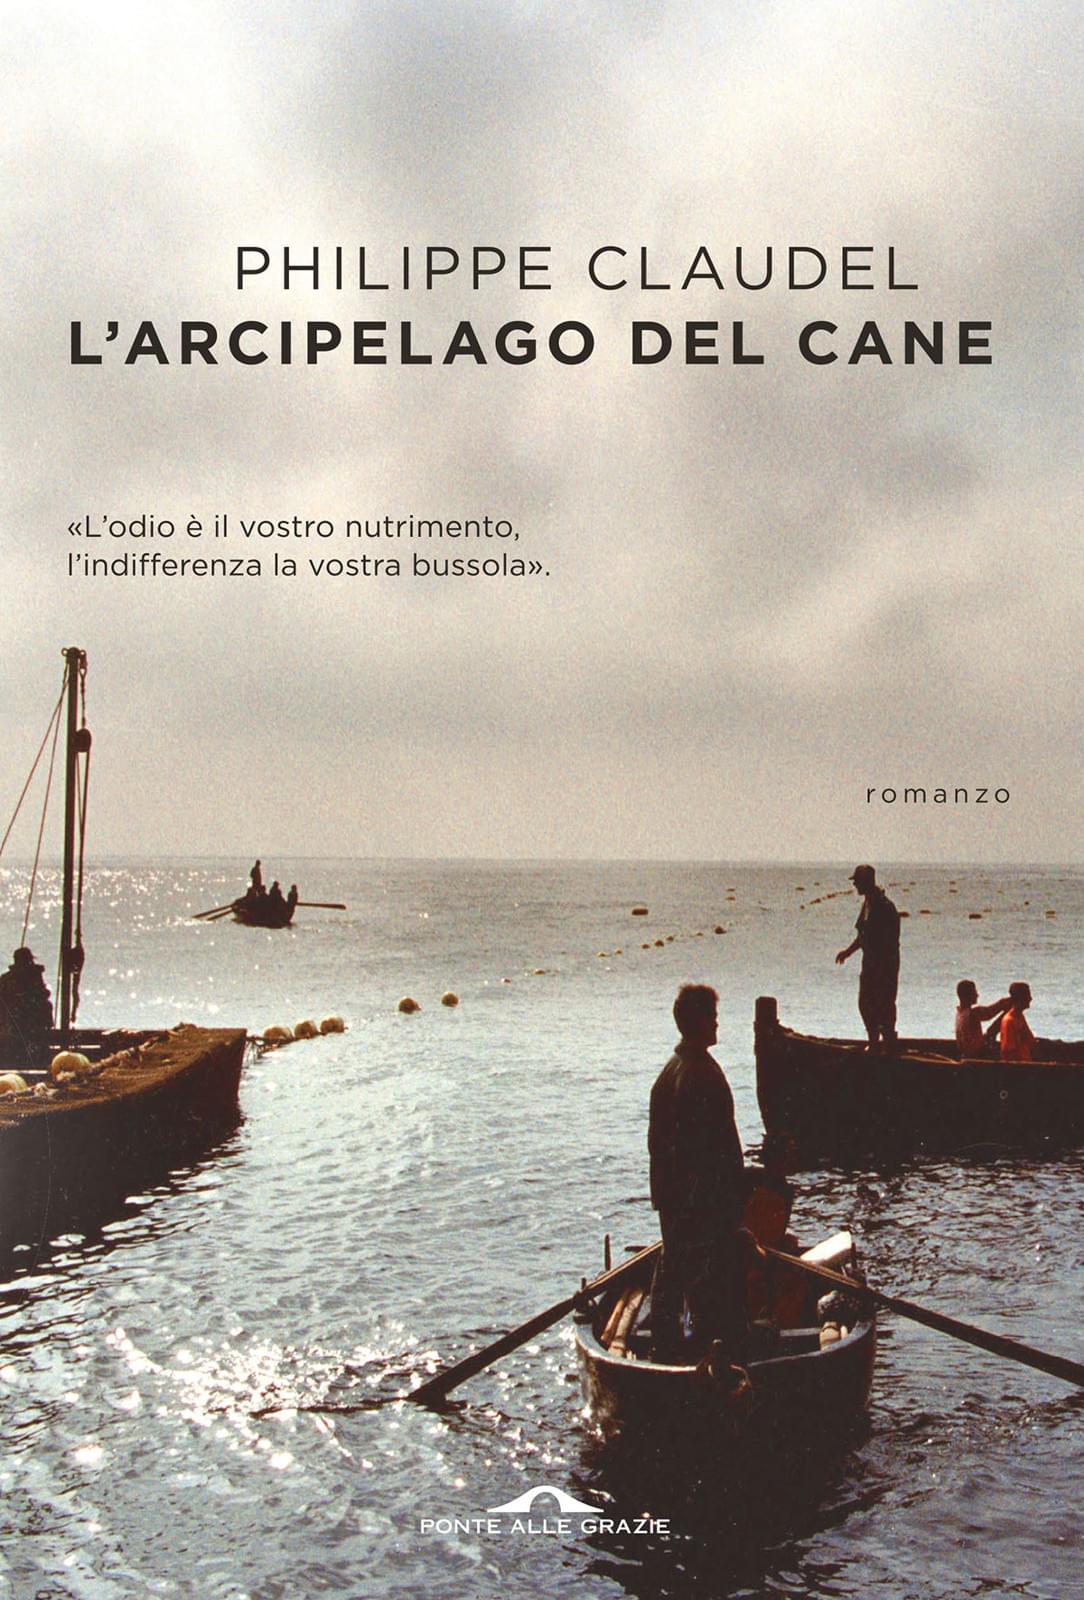 PHILIPPE CLAUDEL
L’ARCIPELAGO DEL CANE
«L’odio è il vostro nutrimento,
l’indifferenza la vostra bussola».
romanzo
PONTE ALLE GRAZIE